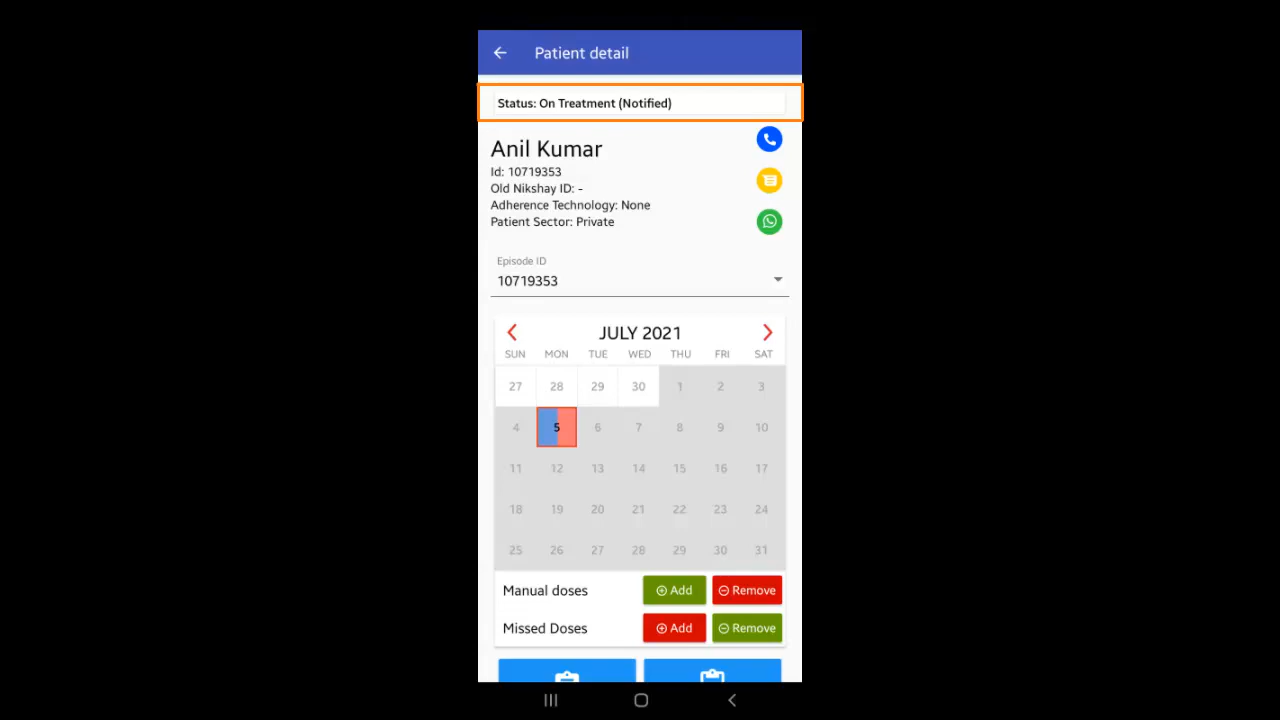 Patient detail
Status: On Treatment (Notified)
Anil Kumar
Id: 10719353
Old Nikshay ID: -
Adherence Technology: None
Patient Sector: Private
Episode ID
10719353
JULY 2021
SUN MON TUE WED THU FRI SAT
27 28 29 30 1 2 3
4 5 6 7 8 9 10
11 12 13 14 15 16 17
18 19 20 21 22 23 24
25 26 27 28 29 30 31
Manual doses Add Remove
Missed Doses Add Remove